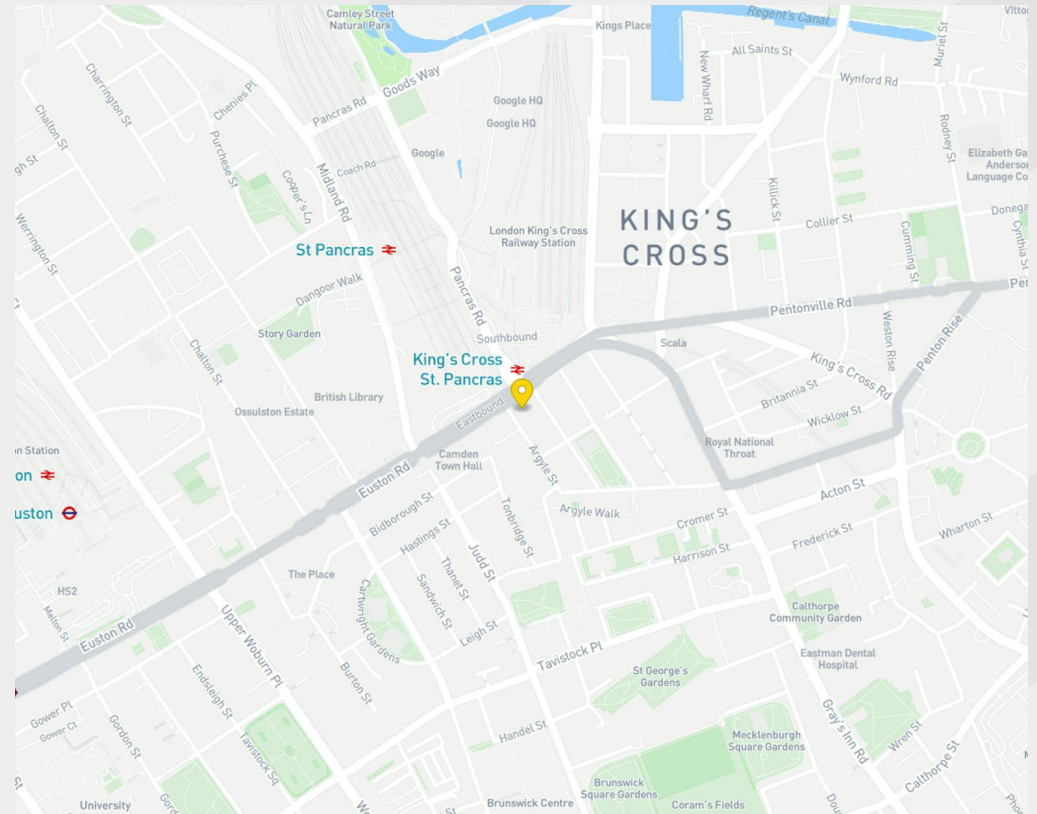 Camley Street
Natural Park
Kings Place
Regent's Canal
Muriel St
Charrington St
Chenies Pl
Goods Way
Pancras Rd
All Saints St
New Wharf Rd
Wynford Rd
Chalton St
Purchese St
Google HQ
Google HQ
Google
Rodney St
Coach Rd
Midland Rd
Cooper's Ln
Elizabeth Ga
Anderso
Language Co
Killick St
Collier St
Donega
Cynthia St
Cumming St
KING'S
CROSS
London King's Cross
Railway Station
Werrington St
St Pancras
Pancras Rd
Dangoor Walk
Pentonville Rd
Weston Rise
Penton Rise
Story Garden
Southbound
Scala
King's Cross
St. Pancras
King's Cross Rd
Chalton St
British Library
Ossulston Estate
Eastbound
Britannia St
Wicklow St
Royal National
Throat
n Station
on
uston
Camden
Town Hall
Argyle St
Euston Rd
Acton St
Bidborough St
Tonbridge St
Argyle Walk
Cromer St
Frederick St
Wharton St
Hastings St
Judd St
Harrison St
The Place
Thanet St
Sandwich St
HS2
Melton St
Cartwright Gardens
Leigh St
Calthorpe
Community Garden
Euston Rd
Upper Woburn Pl
Tavistock Pl
Eastman Dental
Hospital
St George's
Gardens
Burton St
Endsleigh St
Gower Pl
Gower Ct
Gordon St
Tavistock Sq
Handel St
Gray's Inn Rd
Wren St
Mecklenburgh
Square Gardens
Calthorpe St
Brunswick
Square Gardens
University
Brunswick Centre
Coram's Fields